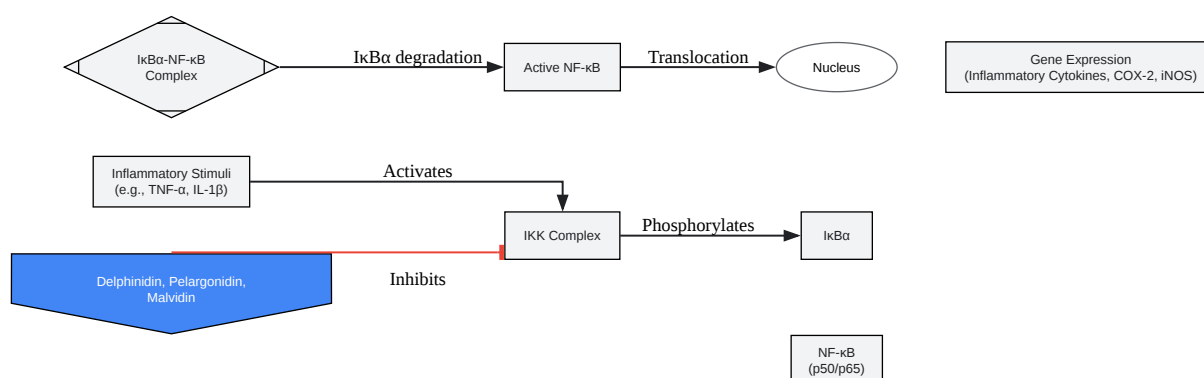 IκBα-NF-κB
Complex
IκBα degradation
Active NF-κB
Translocation
Nucleus
Gene Expression
(Inflammatory Cytokines, COX-2, iNOS)
Inflammatory Stimuli
(e.g., TNF-α, IL-1β)
Activates
IKK Complex
Phosphorylates
IκBα
Delphinidin, Pelargonidin,
Malvidin
Inhibits
NF-κB
(p50/p65)